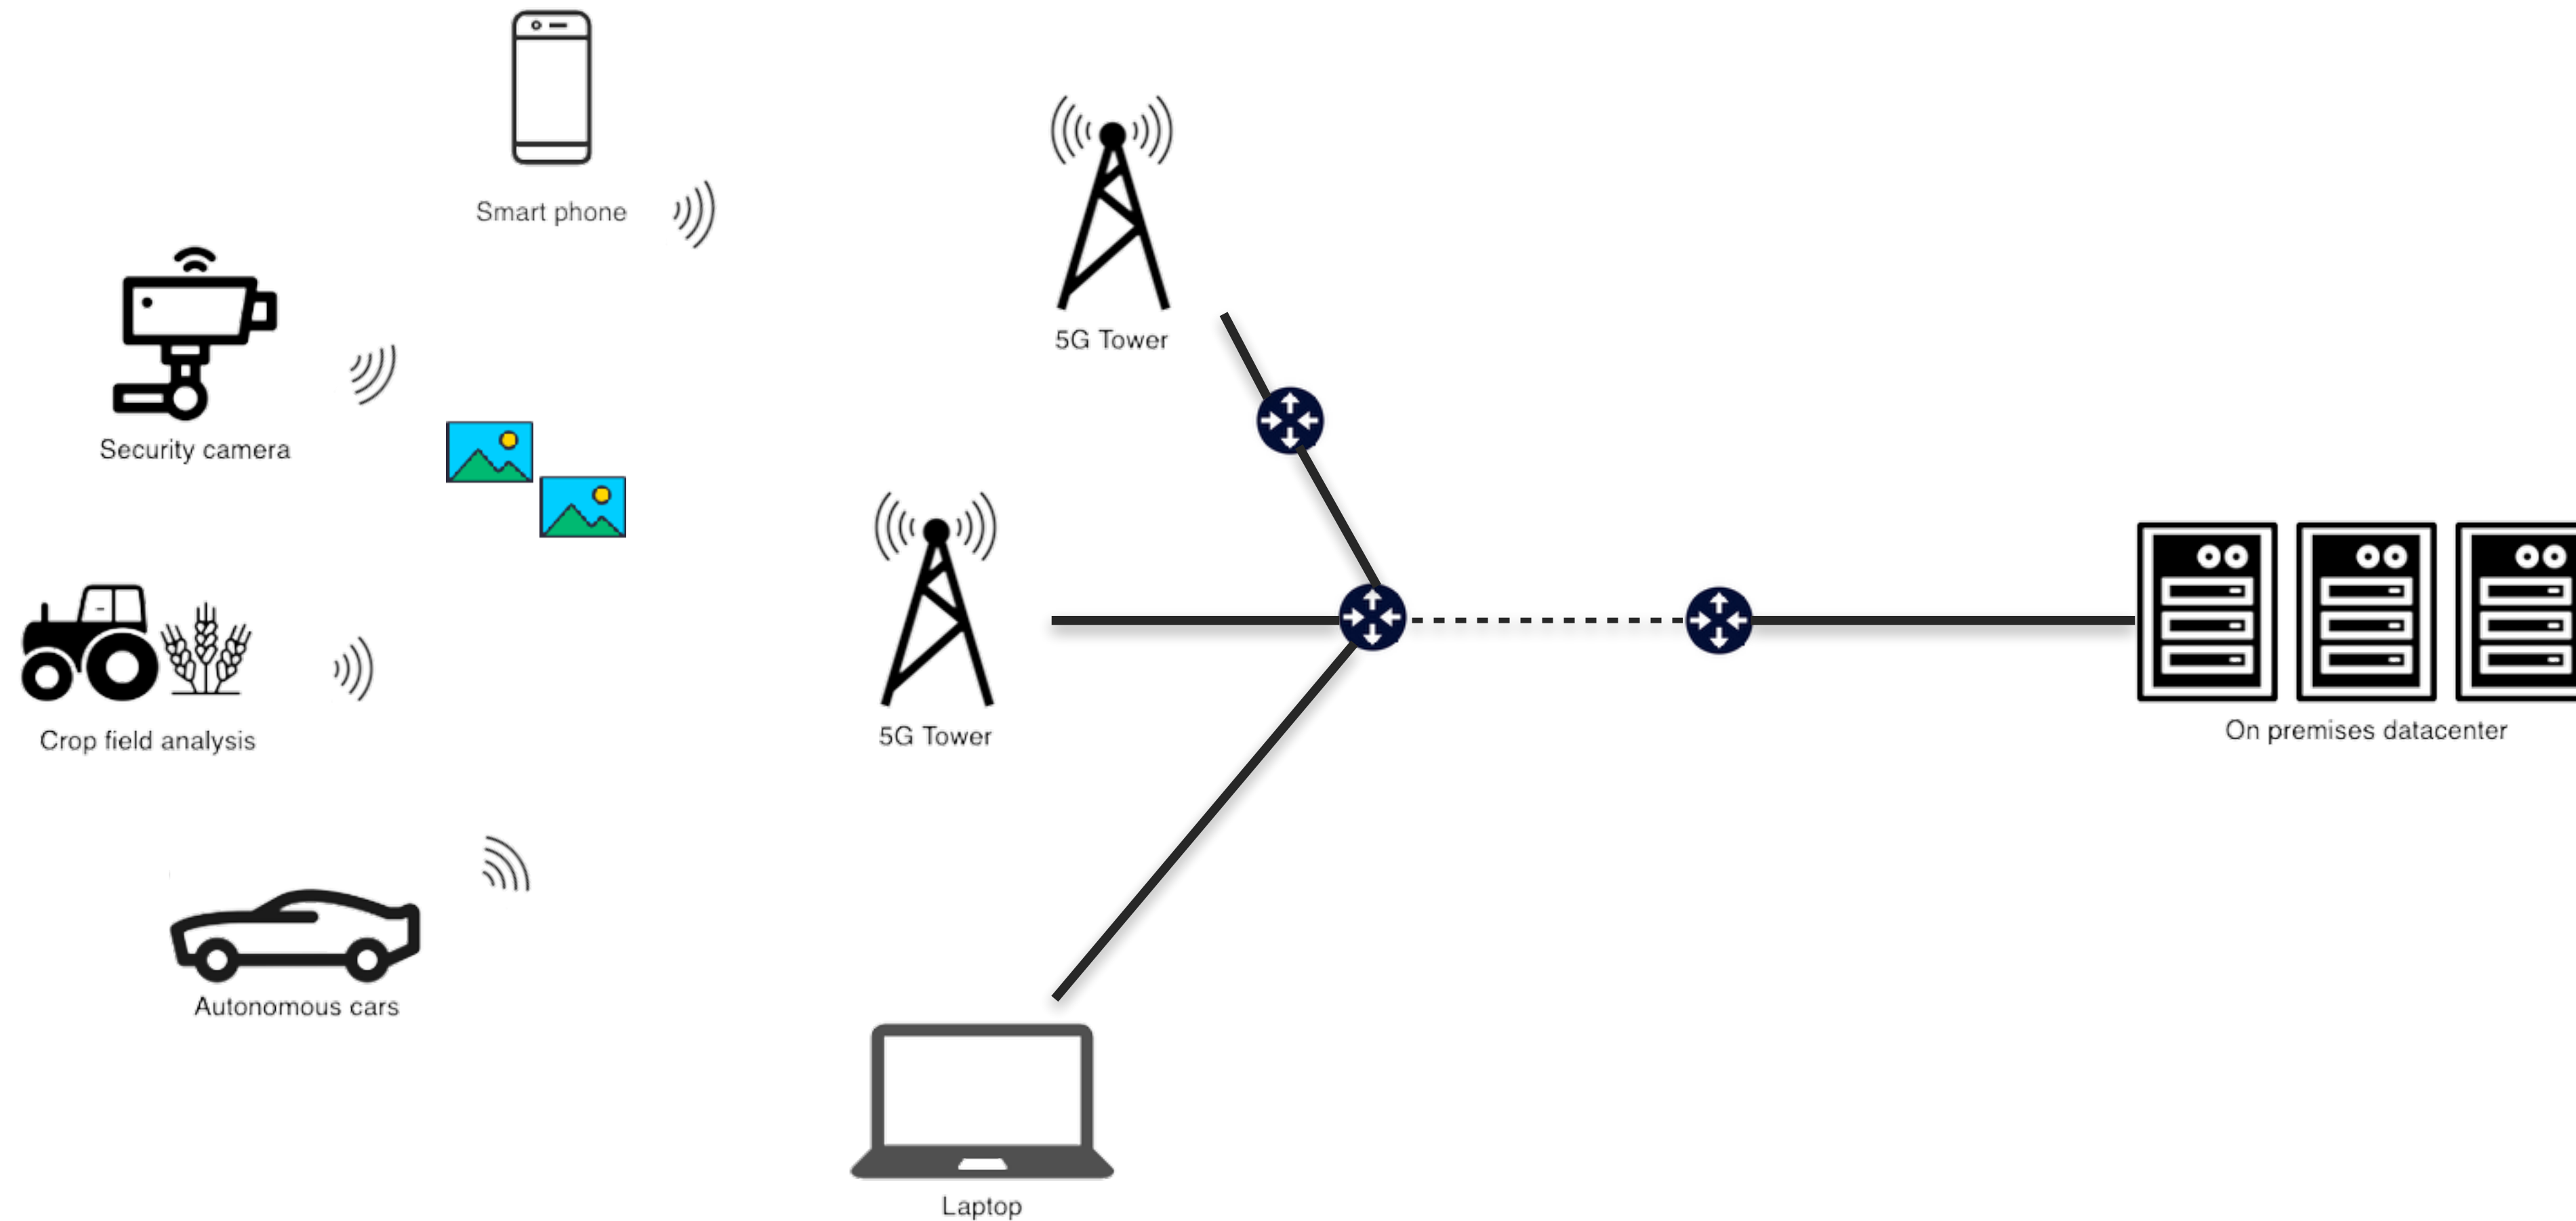 Smart phone
5G Tower
Security camera
5G Tower
Crop field analysis
On premises datacenter
Autonomous cars
Laptop